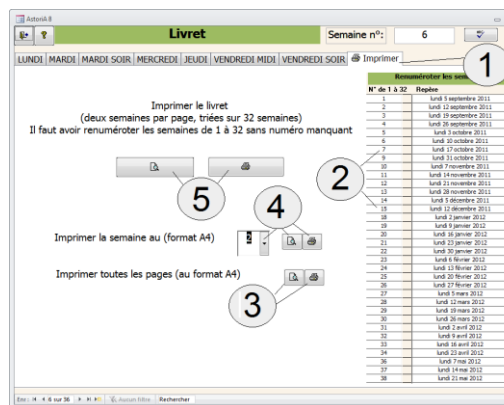 AstoriA 8
Livret
Semaine n°:
6
LUNDI
MARDI
MARDI SOIR
MERCREDI
JEUDI
VENDREDI MIDI
VENDREDI SOIR
Imprimer
1
Renuméroter les sem
N° de 1 à 32
Repère
1 lundi 5 septembre 2011
2 lundi 12 septembre 2011
3 lundi 19 septembre 2011
4 lundi 26 septembre 2011
5 lundi 3 octobre 2011
6 lundi 10 octobre 2011
7 lundi 17 octobre 2011
9 lundi 31 octobre 2011
10 lundi 7 novembre 2011
11 lundi 14 novembre 2011
12 lundi 21 novembre 2011
13 lundi 28 novembre 2011
14 lundi 5 décembre 2011
15 lundi 12 décembre 2011
18 lundi 2 janvier 2012
19 lundi 9 janvier 2012
20 lundi 16 janvier 2012
21 lundi 23 janvier 2012
22 lundi 30 janvier 2012
23 lundi 6 février 2012
24 lundi 13 février 2012
25 lundi 20 février 2012
26 lundi 27 février 2012
27 lundi 5 mars 2012
28 lundi 12 mars 2012
29 lundi 19 mars 2012
30 lundi 26 mars 2012
31 lundi 2 avril 2012
32 lundi 9 avril 2012
33 lundi 16 avril 2012
34 lundi 23 avril 2012
36 lundi 7 mai 2012
37 lundi 14 mai 2012
38 lundi 21 mai 2012
2
Imprimer le livret
(deux semaines par page, triées sur 32 semaines)
Il faut avoir renuméroter les semaines de 1 à 32 sans numéro manquant
5
4
Imprimer la semaine au (format A4)
2
Imprimer toutes les pages (au format A4)
3
Enr : 6 sur 36
Aucun filtre
Rechercher